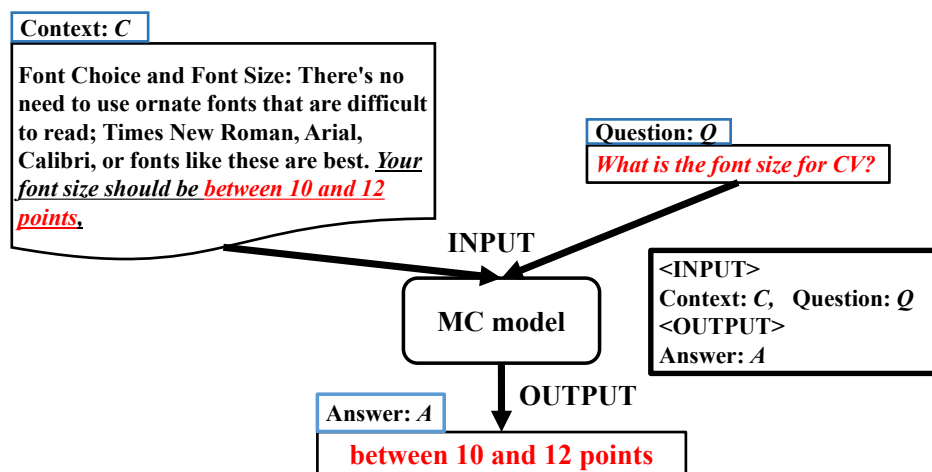 Context: C
Font Choice and Font Size: There's no
need to use ornate fonts that are difficult
to read; Times New Roman, Arial,
Calibri, or fonts like these are best. Your
font size should be between 10 and 12
points,
Question: Q
What is the font size for CV?
INPUT
MC model
<INPUT>
Context: C, Question: Q
<OUTPUT>
Answer: A
OUTPUT
Answer: A
between 10 and 12 points